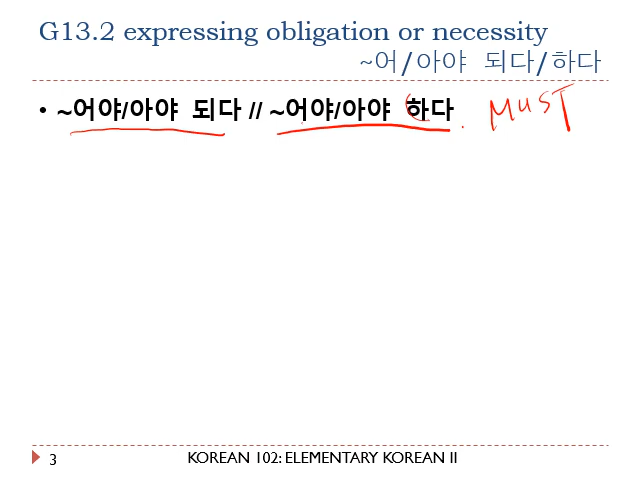 G13.2 expressing obligation or necessity
~어/아야 되다/하다
• ~어야/아야 되다 // ~어야/아야 하다 MUST
3 KOREAN 102: ELEMENTARY KOREAN II